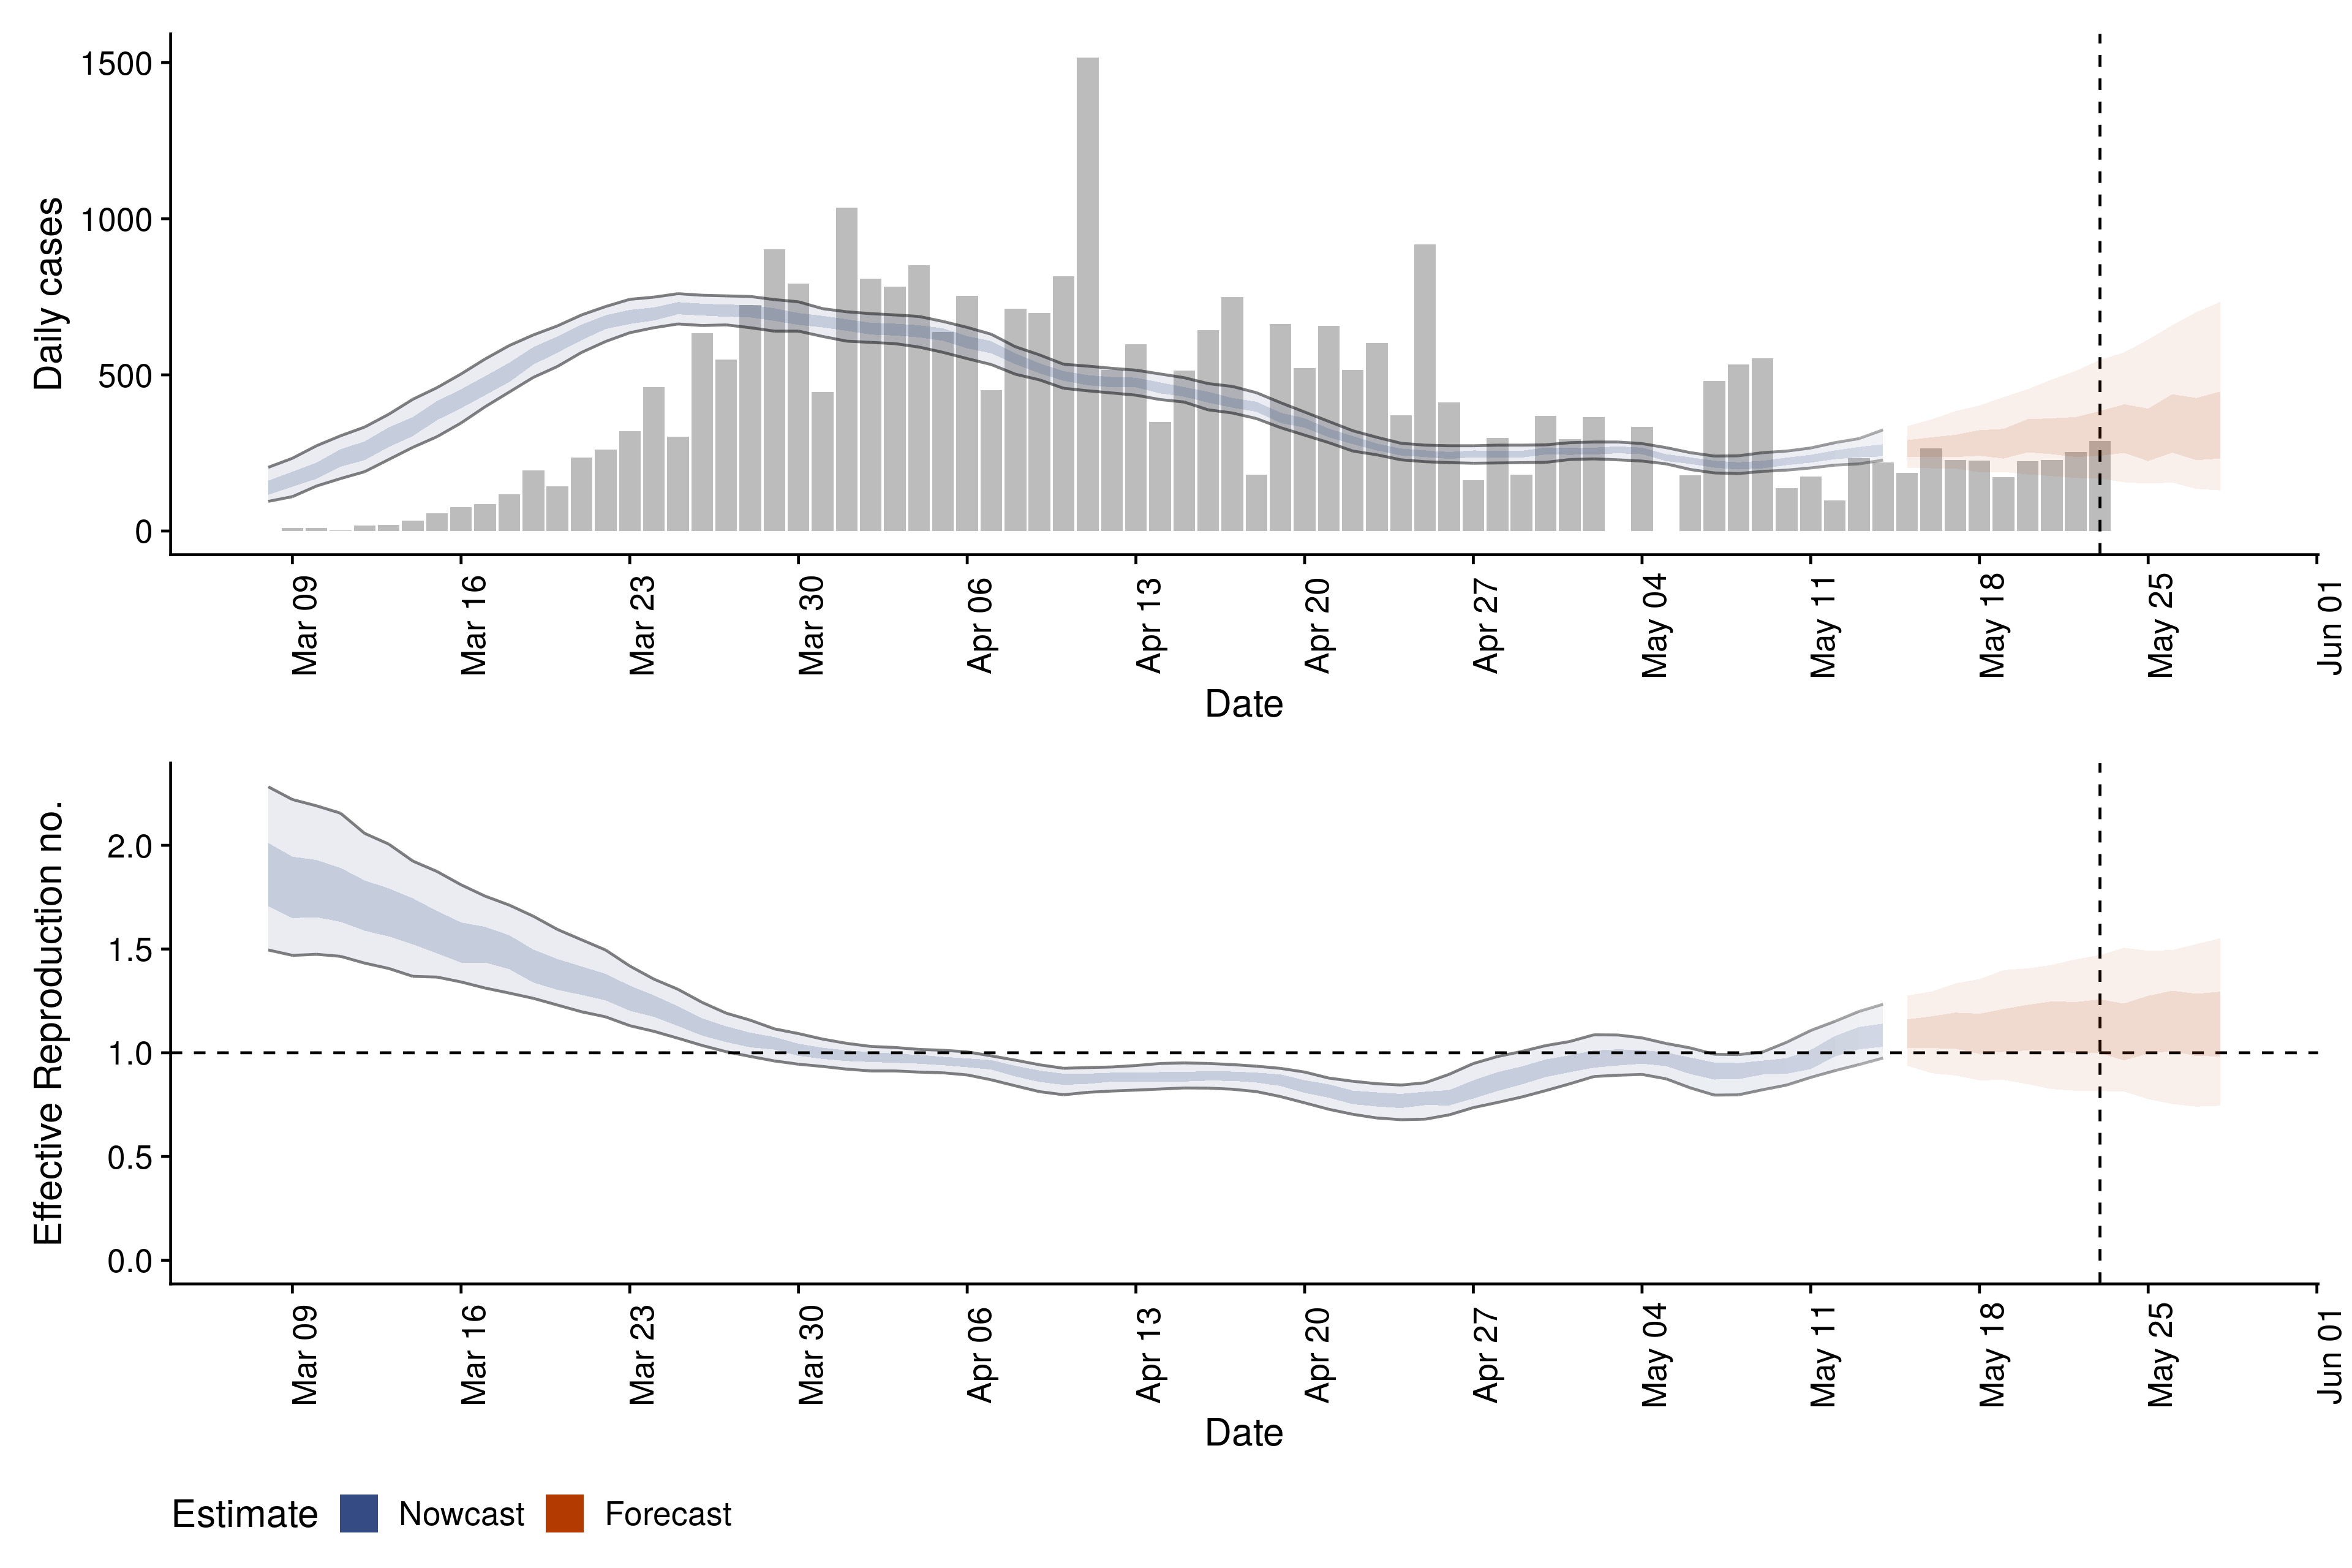 Daily cases
1500
1000
500
0
Mar 09 Mar 16 Mar 23 Mar 30 Apr 06 Apr 13 Apr 20 Apr 27 May 04 May 11 May 18 May 25 Jun 01
Date
Effective Reproduction no.
2.0
1.5
1.0
0.5
0.0
Mar 09 Mar 16 Mar 23 Mar 30 Apr 06 Apr 13 Apr 20 Apr 27 May 04 May 11 May 18 May 25 Jun 01
Date
Estimate Nowcast Forecast